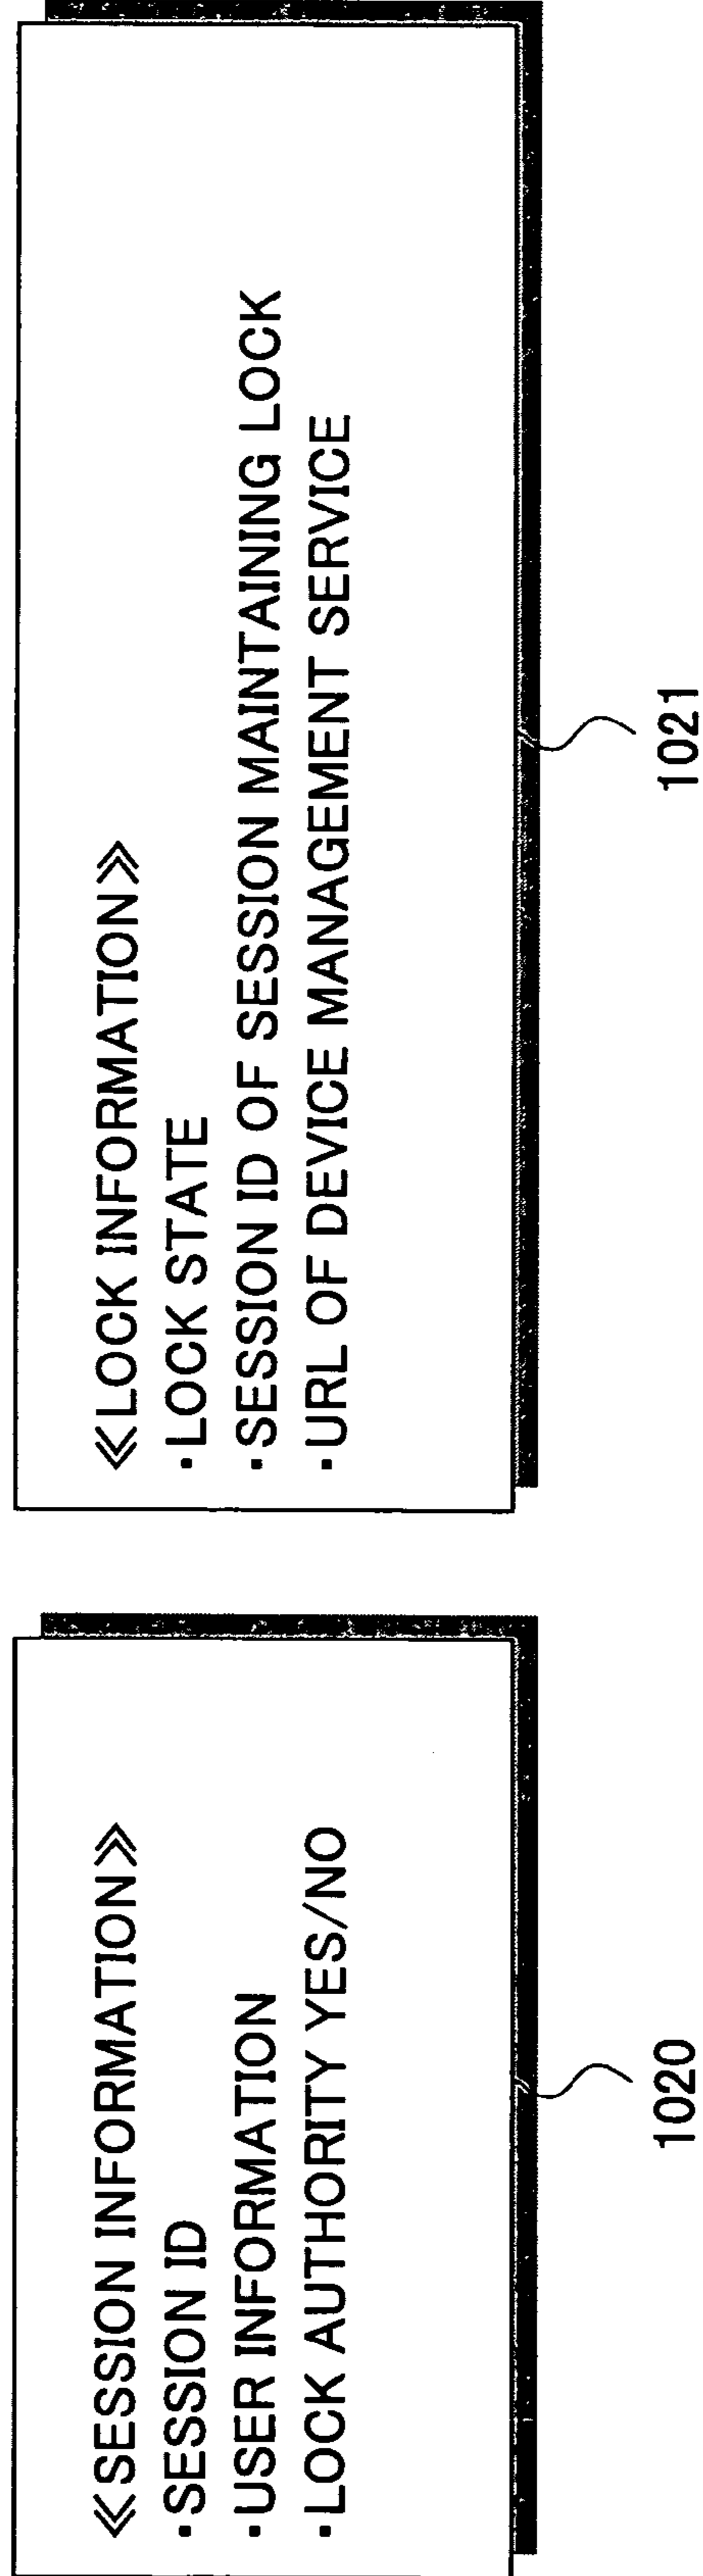 ≪SESSION INFORMATION≫
·SESSION ID
·USER INFORMATION
·LOCK AUTHORITY YES/NO
1020
≪LOCK INFORMATION≫
·LOCK STATE
·SESSION ID OF SESSION MAINTAINING LOCK
·URL OF DEVICE MANAGEMENT SERVICE
1021